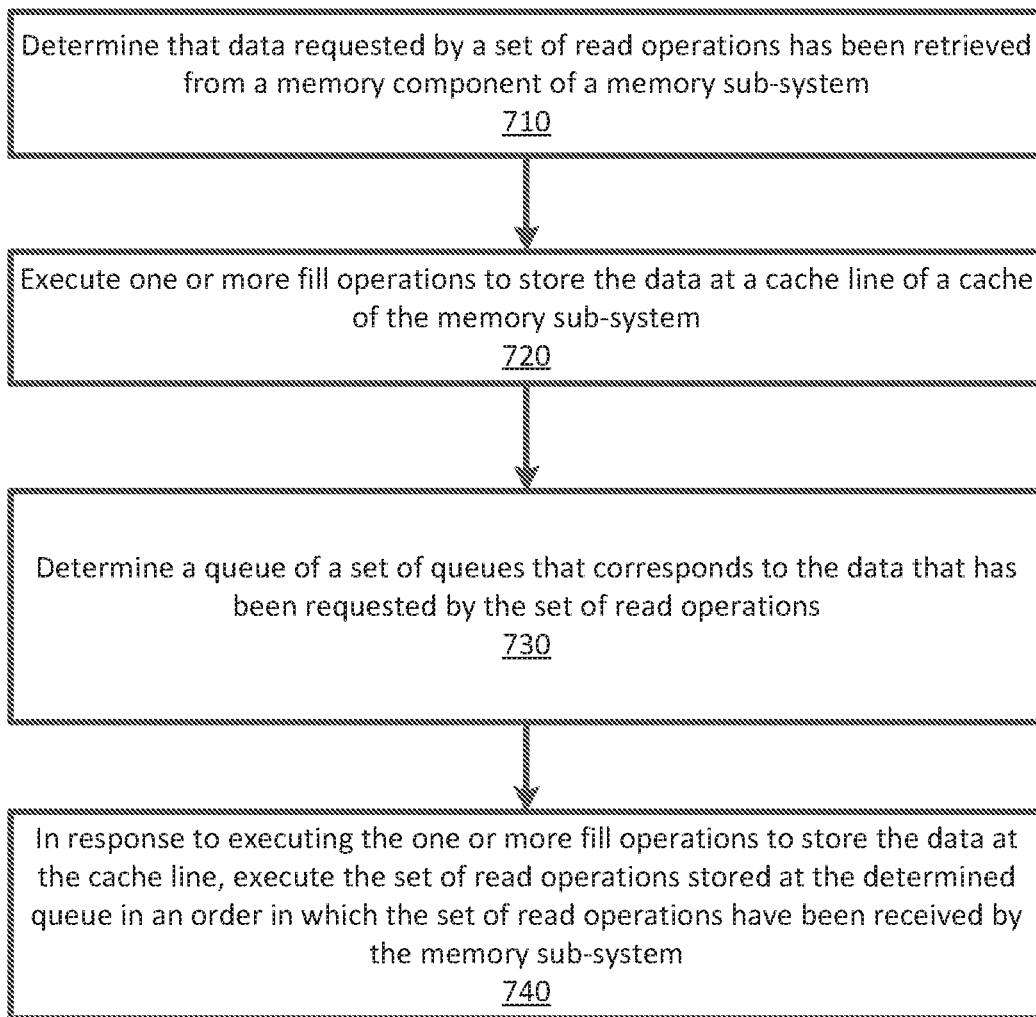 Determine that data requested by a set of read operations has been retrieved
from a memory component of a memory sub-system
710
Execute one or more fill operations to store the data at a cache line of a cache
of the memory sub-system
720
Determine a queue of a set of queues that corresponds to the data that has
been requested by the set of read operations
730
In response to executing the one or more fill operations to store the data at
the cache line, execute the set of read operations stored at the determined
queue in an order in which the set of read operations have been received by
the memory sub-system
740